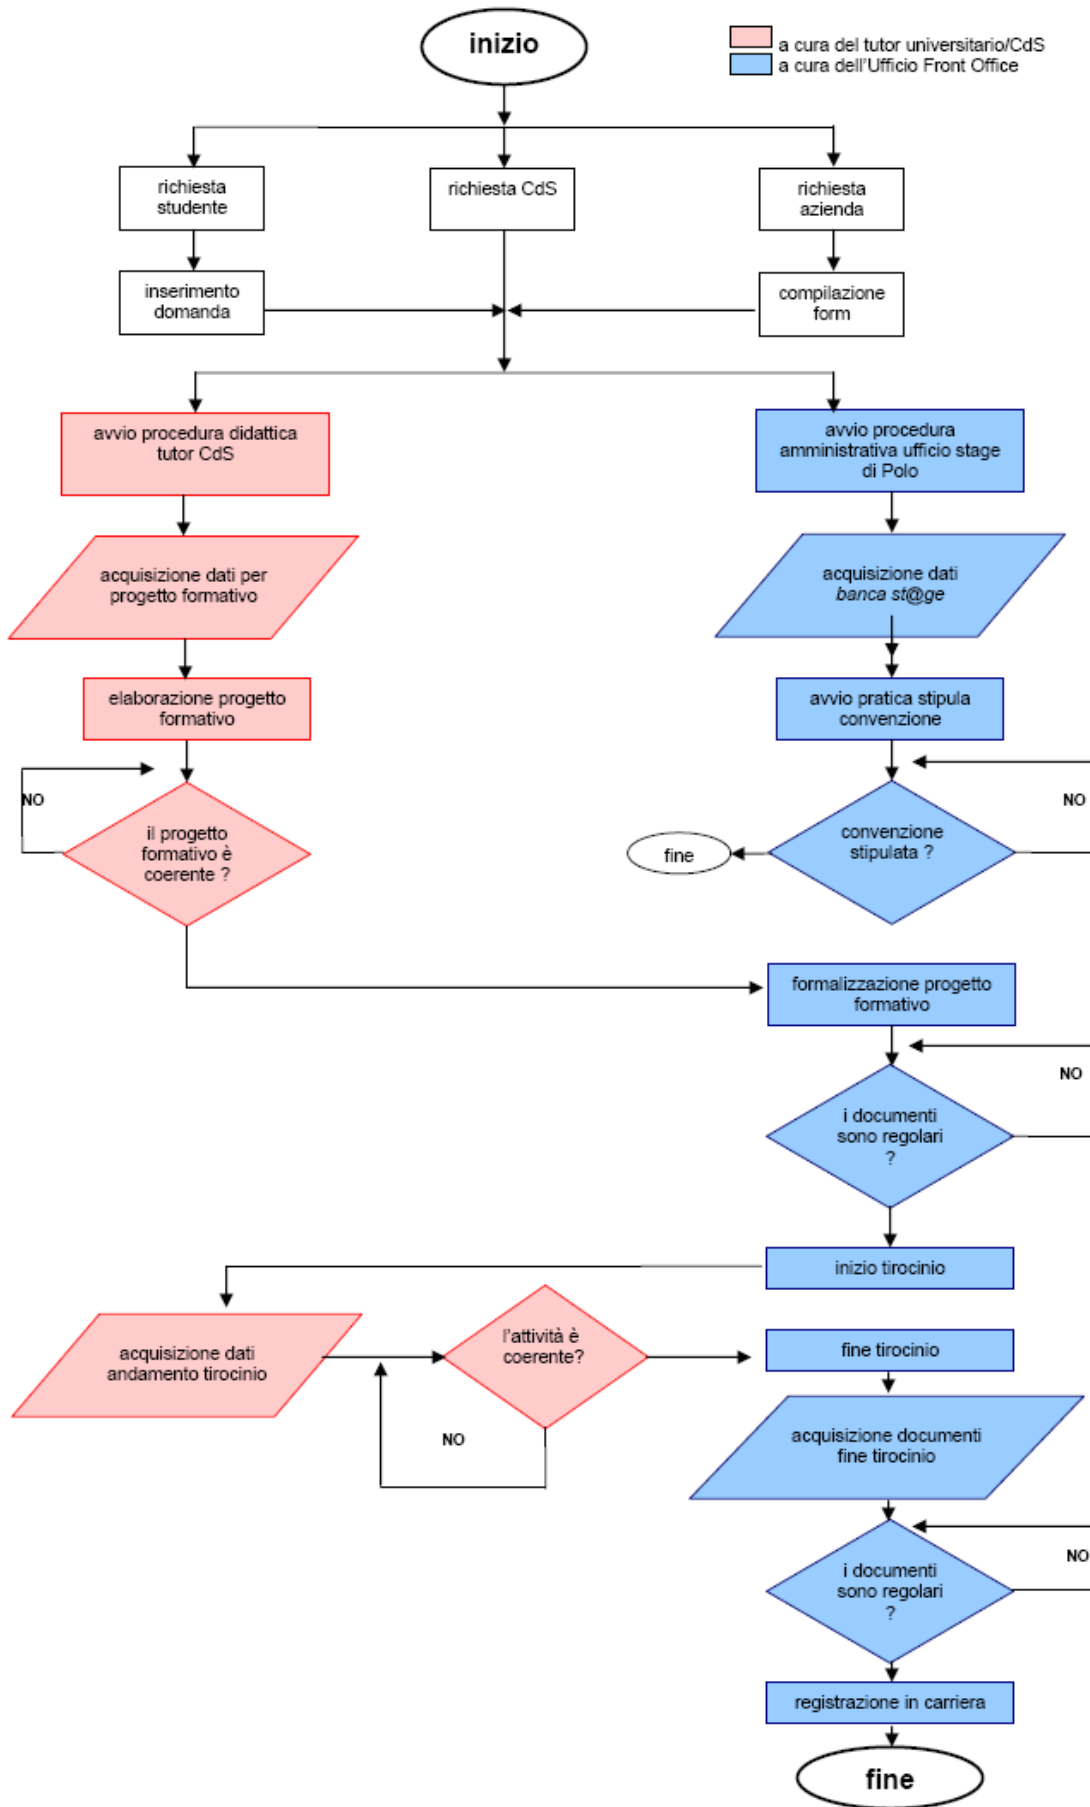 inizio
a cura del tutor universitario/CdS
a cura dell'Ufficio Front Office
richiesta
studente
richiesta CdS
richiesta
azienda
inserimento
domanda
compilazione
form
avvio procedura didattica
tutor CdS
avvio procedura
amministrativa ufficio stage
di Polo
acquisizione dati per
progetto formativo
acquisizione dati
banca st@ge
elaborazione progetto
formativo
avvio pratica stipula
convenzione
NO
NO
il progetto
formativo è
coerente ?
fine
convenzione
stipulata ?
formalizzazione progetto
formativo
NO
i documenti
sono regolari
?
inizio tirocinio
acquisizione dati
andamento tirocinio
l'attività è
coerente?
fine tirocinio
NO
acquisizione documenti
fine tirocinio
NO
i documenti
sono regolari
?
registrazione in carriera
fine